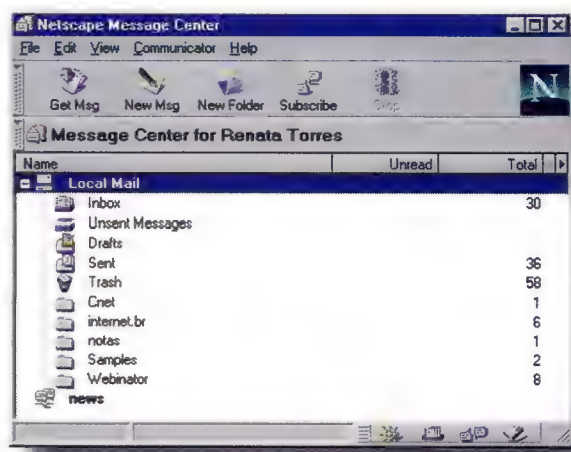 Netscape Message Center
File Edit View Communicator Help
Get Msg New Msg New Folder Subscribe Stop
N
Message Center for Renata Torres
Name Unread Total
Local Mail
Inbox 30
Unsent Messages
Drafts
Sent 36
Trash 58
Cnet 1
internet.br 6
notas 1
Samples 2
Webinator 8
news